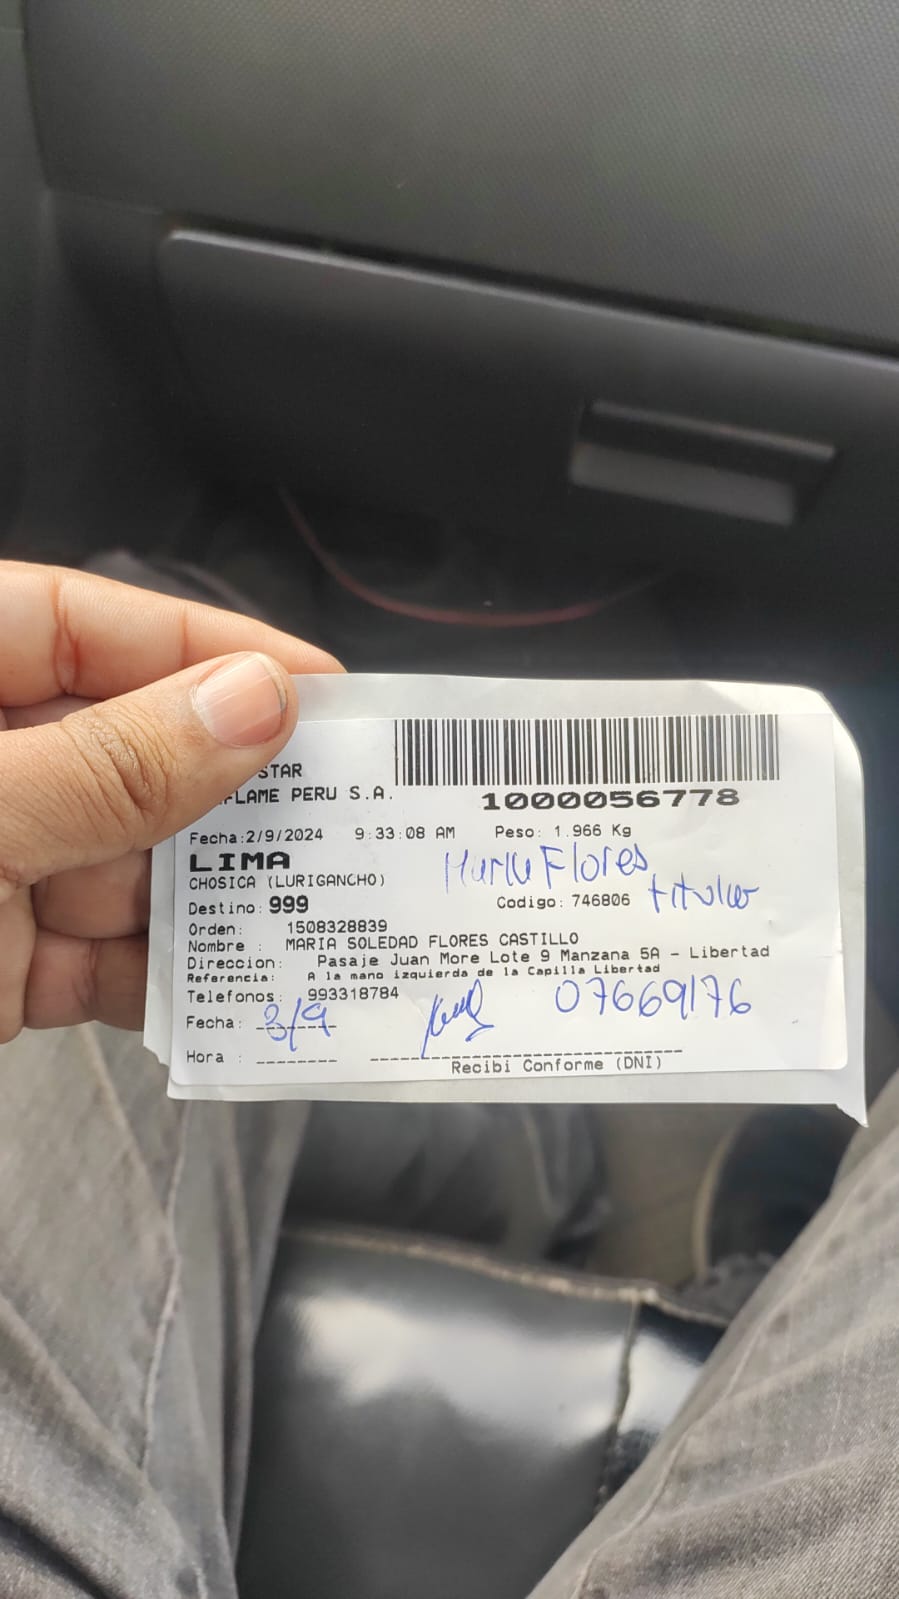 STAR
FLAME PERU S.A.
1000056778
Fecha:2/9/2024 9:33:08 AM Peso: 1.966 Kg
LIMA
Flores
CHOSICA (LURIGANCHO)
titular
Destino: 999 Codigo: 746806
Orden: 1508328839
Nombre : MARIA SOLEDAD FLORES CASTILLO
Direccion: Pasaje Juan More Lote 9 Manzana 5A - Libertad
Referencia: A la mano izquierda de la Capilla Libertad
Telefonos: 993318784
07669176
Fecha: 3/9
Hora : --------
Recibi Conforme (DNI)